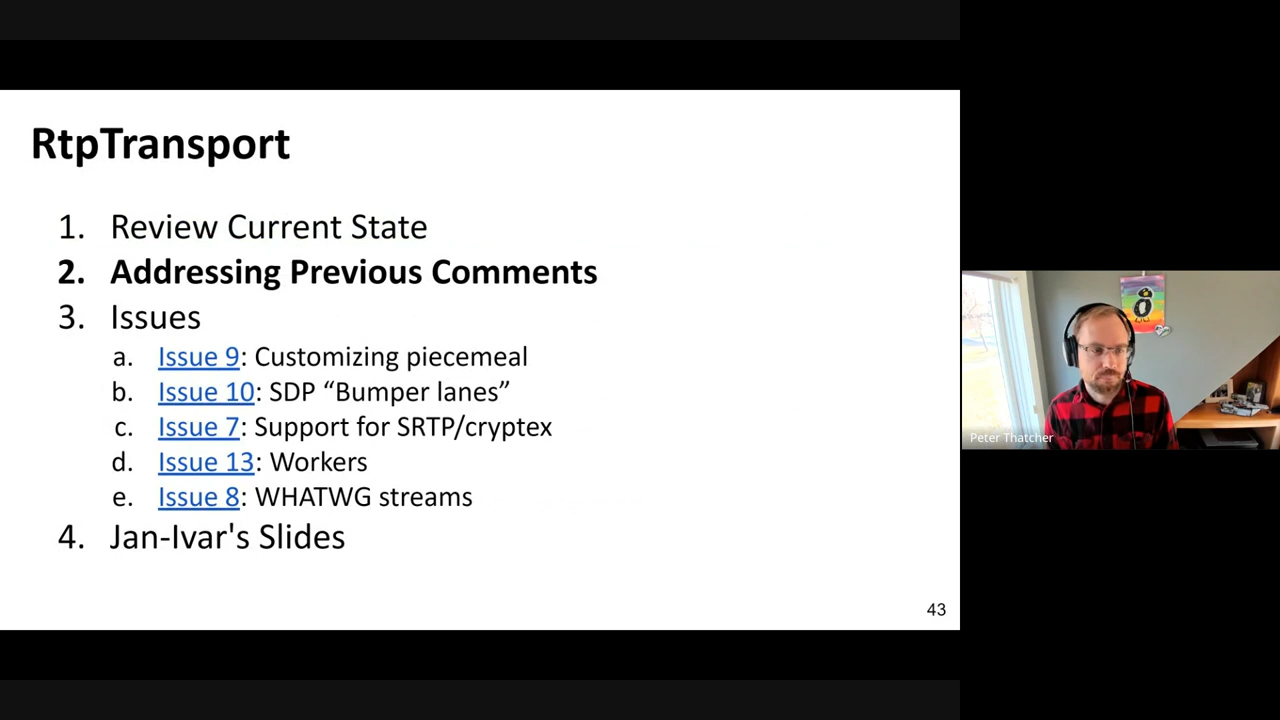 RtpTransport
1. Review Current State
2. Addressing Previous Comments
3. Issues
a. Issue 9: Customizing piecemeal
b. Issue 10: SDP “Bumper lanes”
c. Issue 7: Support for SRTP/cryptex
d. Issue 13: Workers
e. Issue 8: WHATWG streams
4. Jan-Ivar's Slides
43
Peter Thatcher